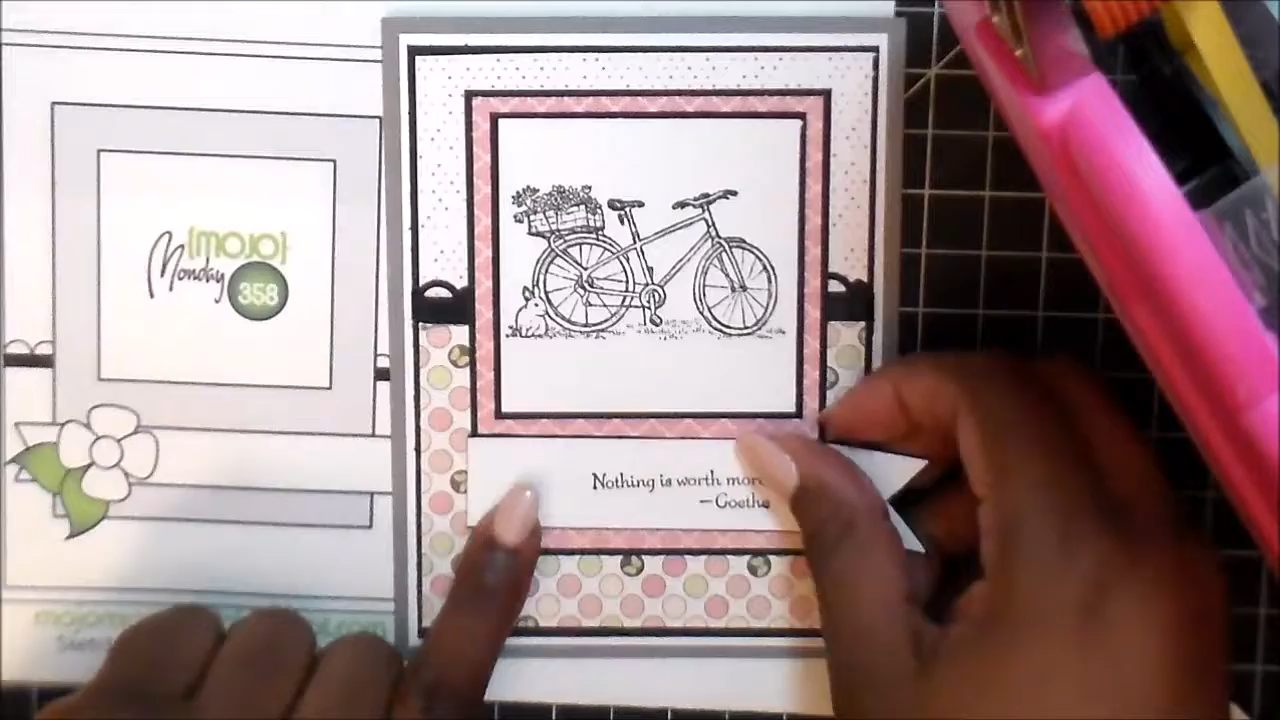 {mojo}
Monday
358
Nothing is worth more
—Goethe